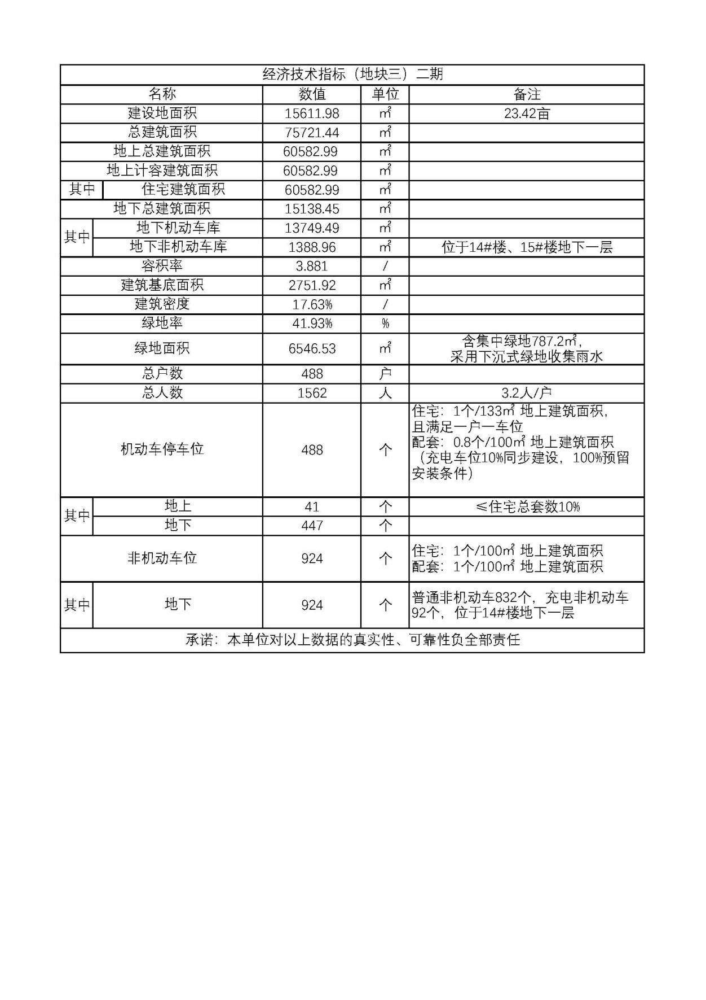 经济技术指标（地块三）二期
名称 数值 单位 备注
建设地面积 15611.98 ㎡ 23.42亩
总建筑面积 75721.44 ㎡
地上总建筑面积 60582.99 ㎡
地上计容建筑面积 60582.99 ㎡
其中 住宅建筑面积 60582.99 ㎡
地下总建筑面积 15138.45 ㎡
其中 地下机动车库 13749.49 ㎡
地下非机动车库 1388.96 ㎡ 位于14#楼、15#楼地下一层
容积率 3.881 /
建筑基底面积 2751.92 ㎡
建筑密度 17.63% /
绿地率 41.93% %
绿地面积 6546.53 ㎡ 含集中绿地787.2㎡，
采用下沉式绿地收集雨水
总户数 488 户
总人数 1562 人 3.2人/户
机动车停车位 488 个 住宅：1个/133㎡ 地上建筑面积，
且满足一户一车位
配套：0.8个/100㎡ 地上建筑面积
（充电车位10%同步建设，100%预留
安装条件）
其中 地上 41 个 ≤住宅总套数10%
地下 447 个
非机动车位 924 个 住宅：1个/100㎡ 地上建筑面积
配套：1个/100㎡ 地上建筑面积
其中 地下 924 个 普通非机动车832个，充电非机动车
92个，位于14#楼地下一层
承诺：本单位对以上数据的真实性、可靠性负全部责任